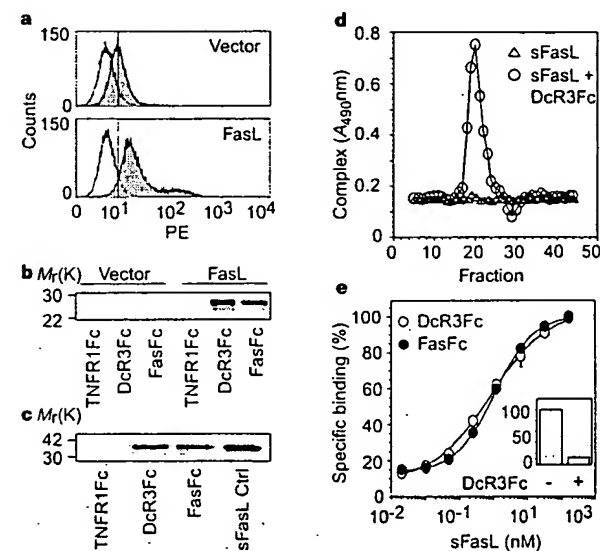 a
150
Vector
0
150
FasL
0
Counts
0 10¹ 10² 10³ 10⁴
PE
b Mr(K) Vector FasL
30
22
TNFR1Fc
DcR3Fc
FasFc
TNFR1Fc
DcR3Fc
FasFc
c Mr(K)
42
30
TNFR1Fc
DcR3Fc
FasFc
sFasL Ctrl
d
0.8
0.6
0.4
0.2
0
Complex (A490nm)
sFasL
sFasL +
DcR3Fc
0 10 20 30 40 50
Fraction
e
100
80
60
40
20
0
Specific binding (%)
DcR3Fc
FasFc
100
50
0
DcR3Fc - +
10⁻² 10⁻¹ 10⁰ 10¹ 10²
sFasL (nM)